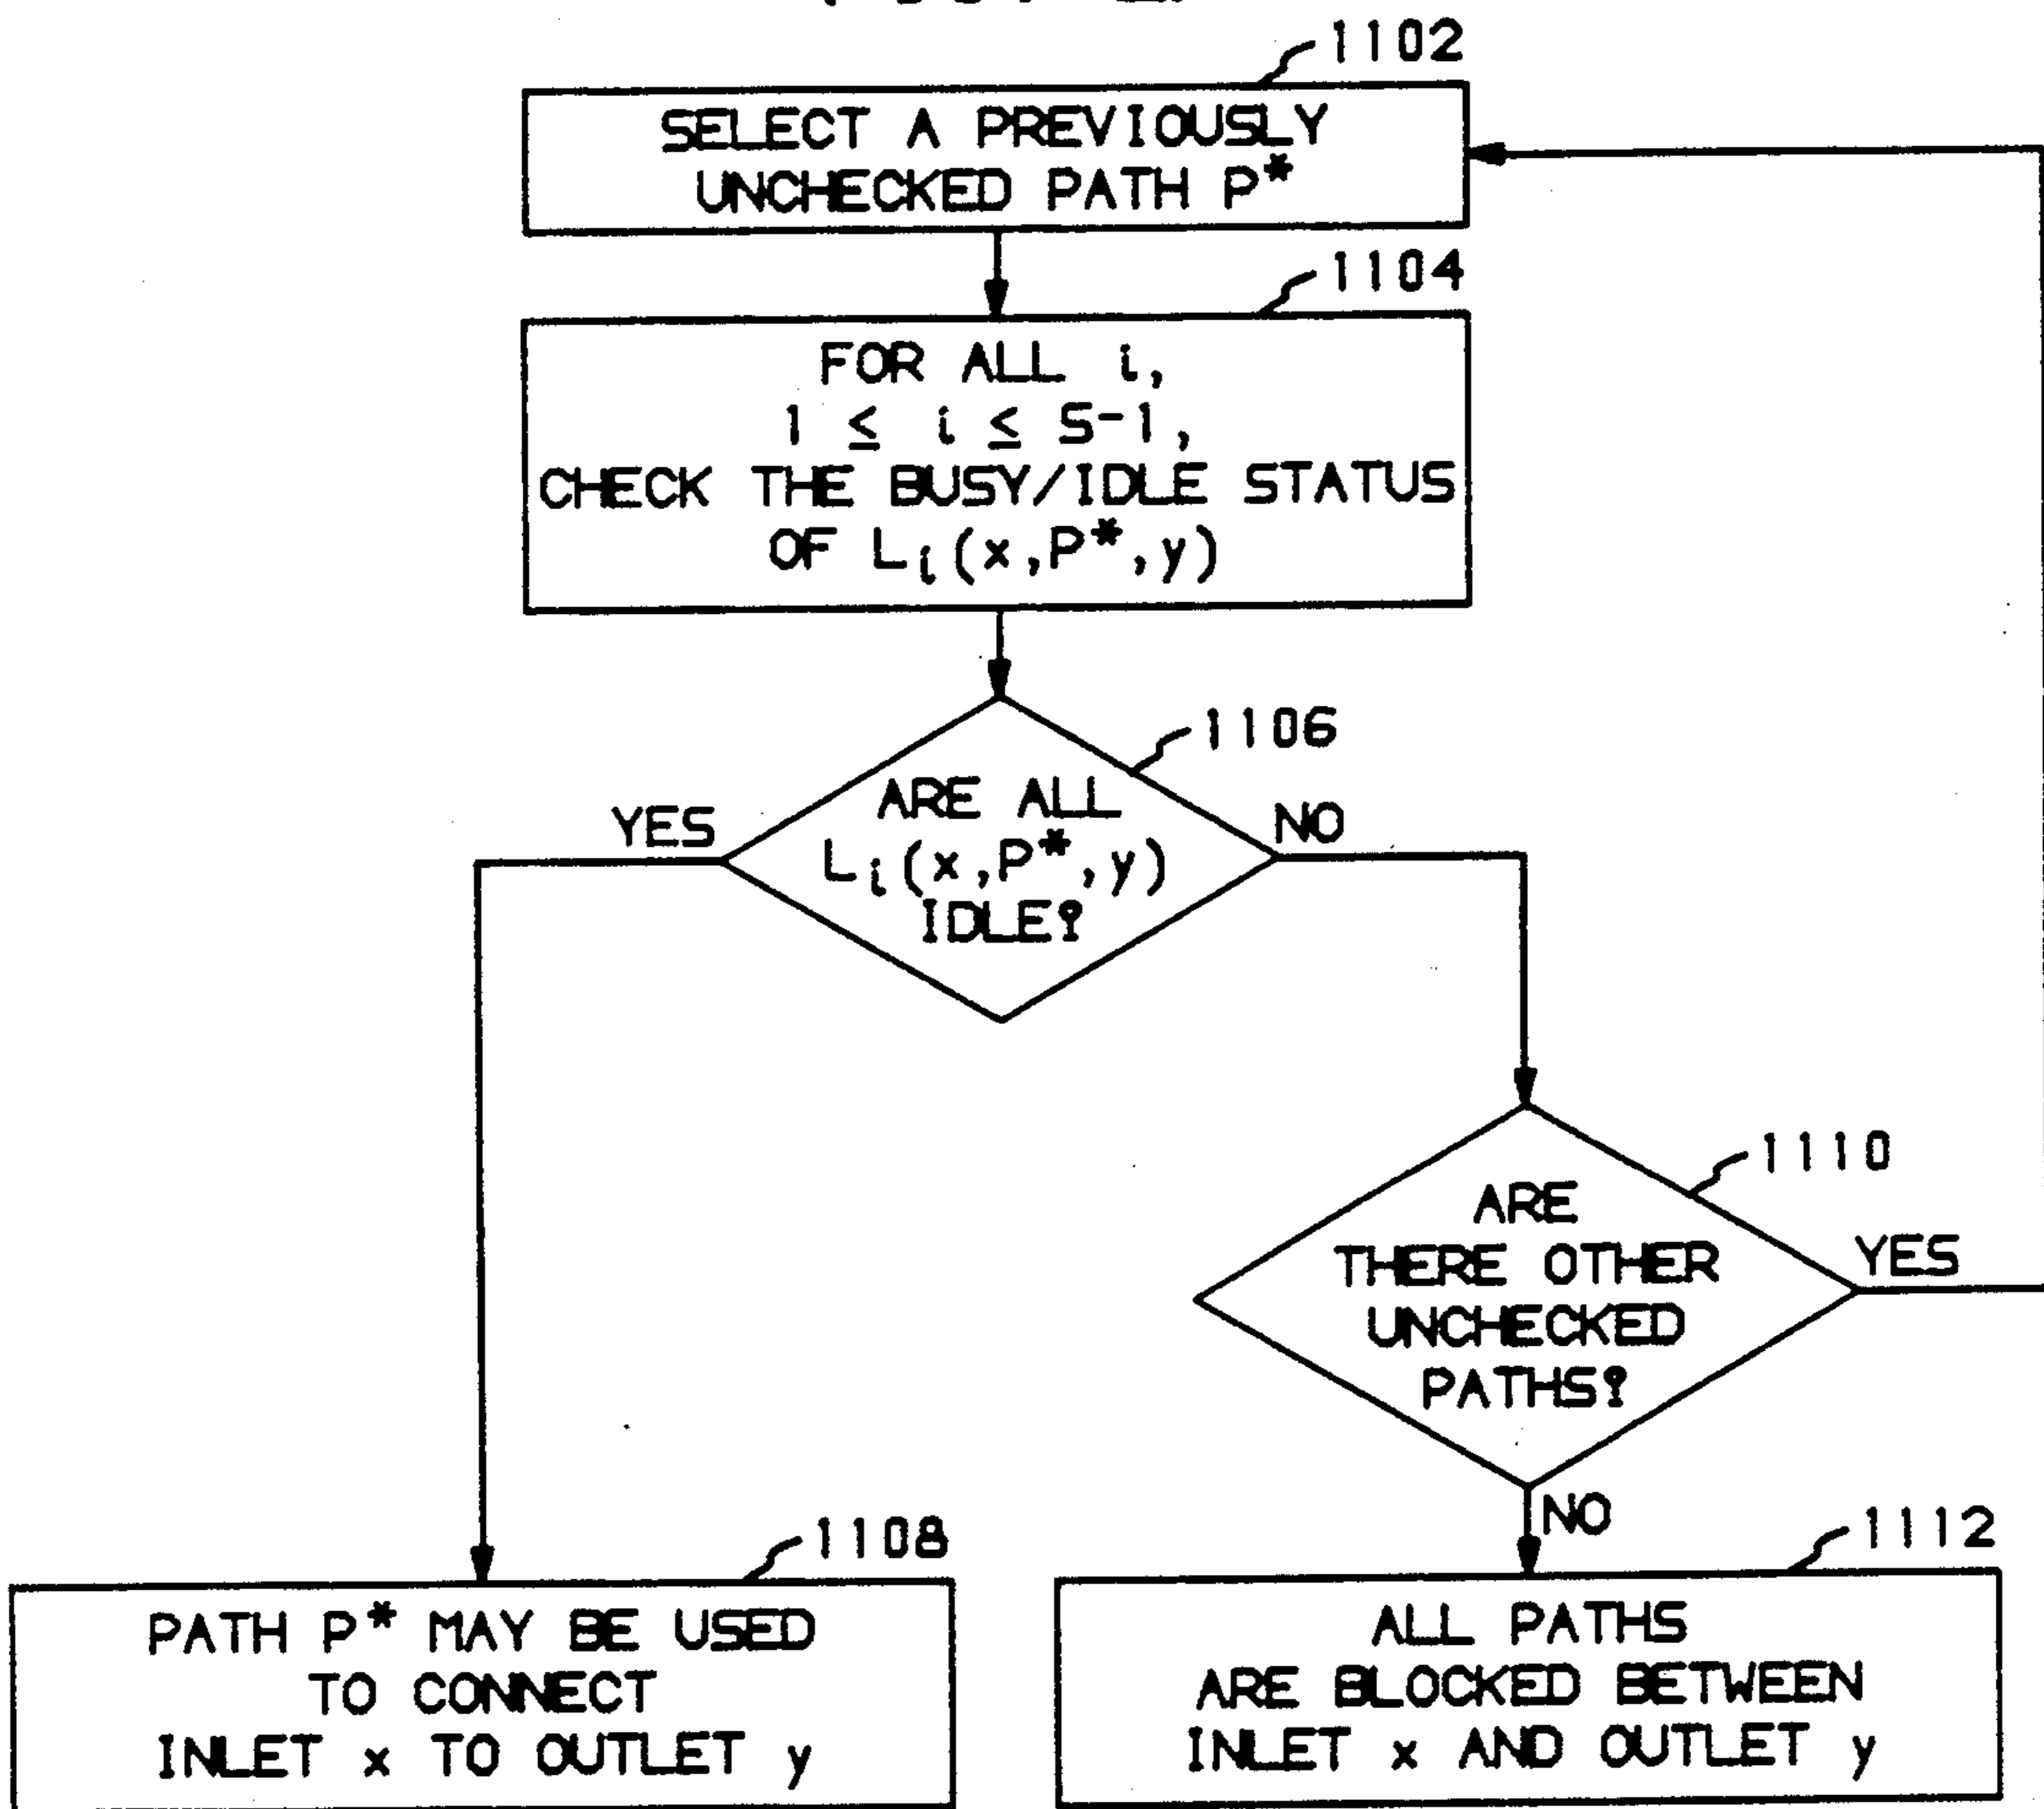 1102
SELECT A PREVIOUSLY
UNCHECKED PATH P*
1104
FOR ALL i,
1 ≤ i ≤ S-1,
CHECK THE BUSY/IDLE STATUS
OF Li(x,P*,y)
1106
ARE ALL
Li(x,P*,y)
IDLE?
YES
NO
1110
ARE
THERE OTHER
UNCHECKED
PATHS?
YES
NO
1108
PATH P* MAY BE USED
TO CONNECT
INLET x TO OUTLET y
1112
ALL PATHS
ARE BLOCKED BETWEEN
INLET x AND OUTLET y